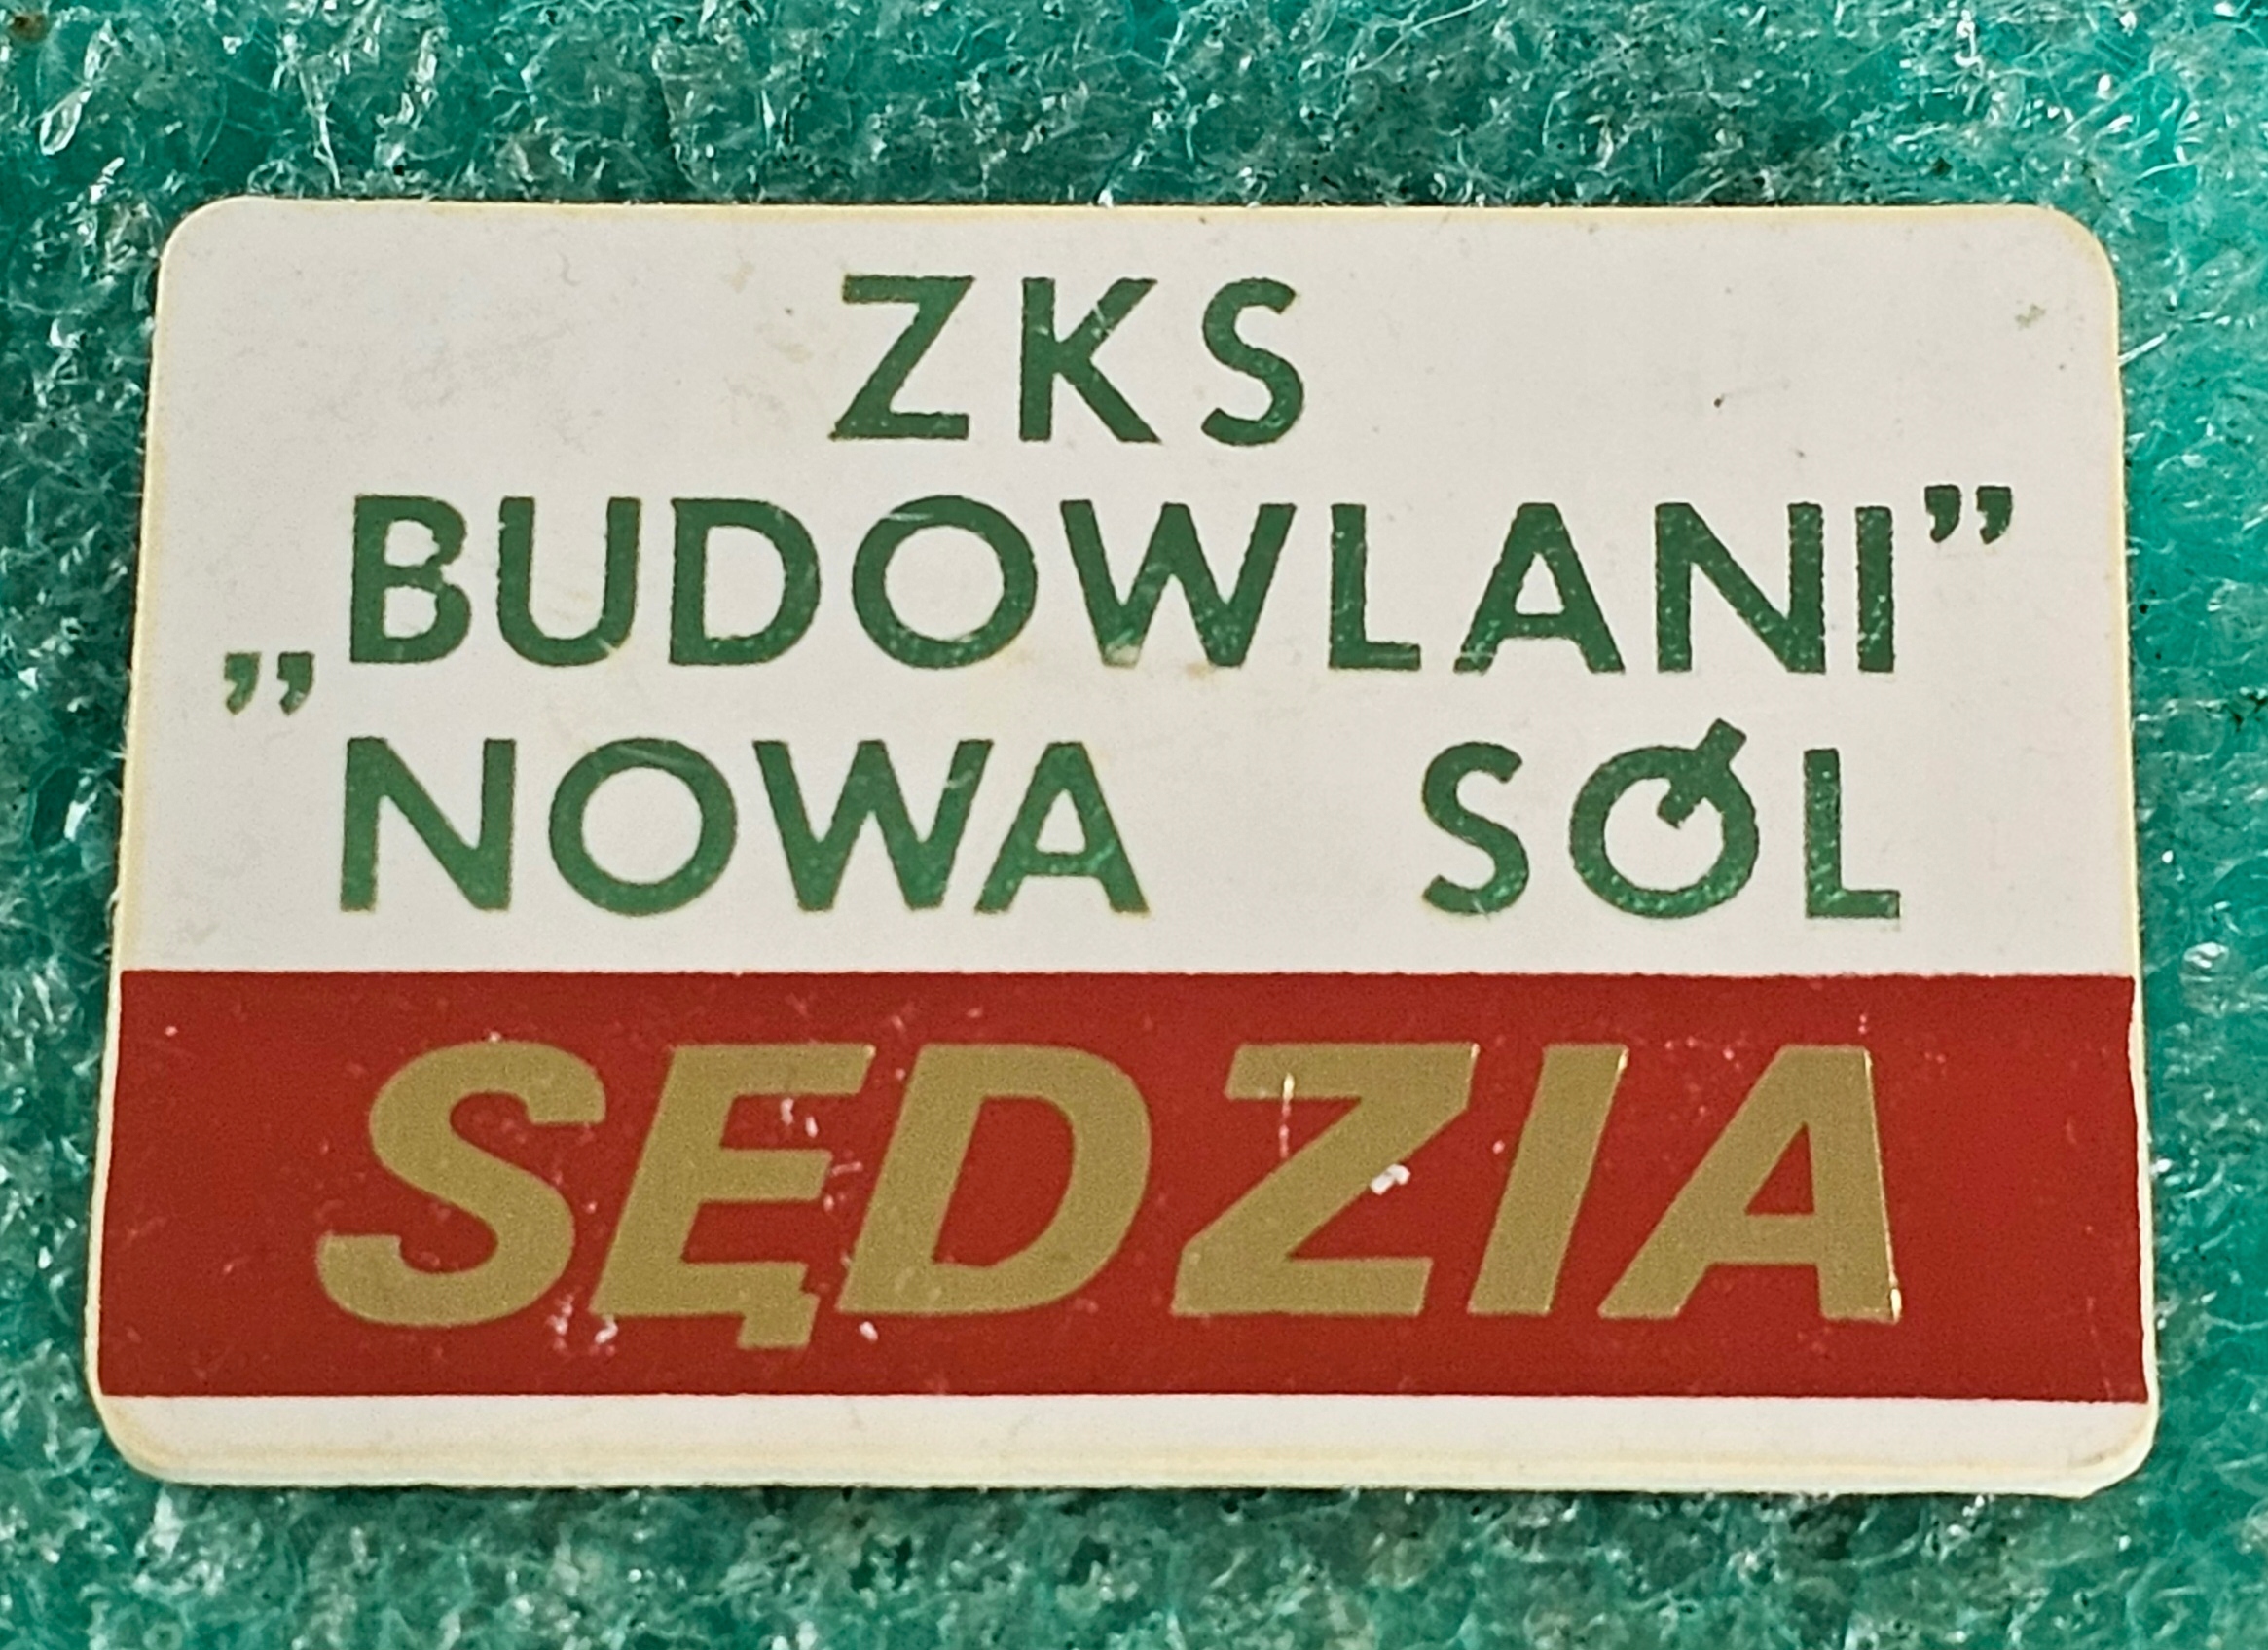 ZKS
„BUDOWLANI”
NOWA SÓL
SĘDZIA